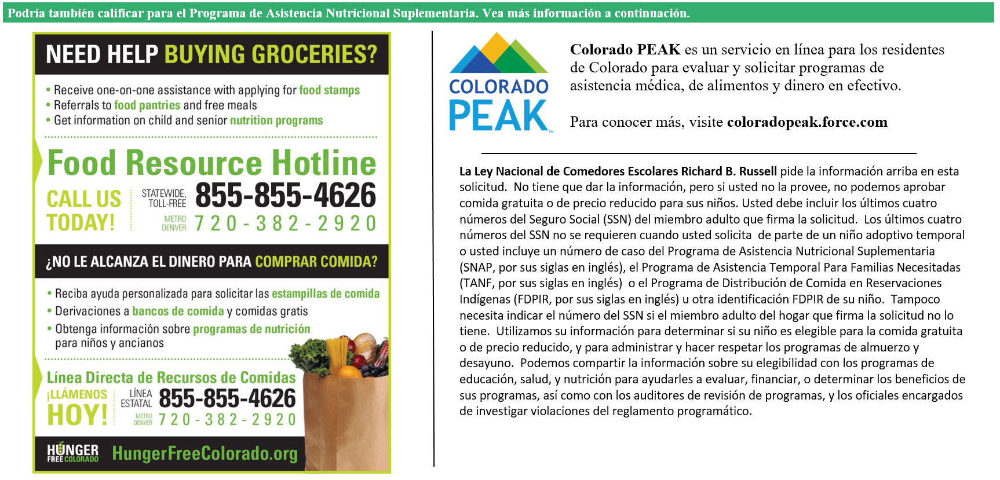 Podría también calificar para el Programa de Asistencia Nutricional Suplementaria. Vea más información a continuación.
NEED HELP BUYING GROCERIES?
• Receive one-on-one assistance with applying for food stamps
• Referrals to food pantries and free meals
• Get information on child and senior nutrition programs
Food Resource Hotline
CALL US
TODAY!
STATEWIDE,
TOLL-FREE
855-855-4626
METRO
DENVER
720-382-2920
¿NO LE ALCANZA EL DINERO PARA COMPRAR COMIDA?
• Reciba ayuda personalizada para solicitar las estampillas de comida
• Derivaciones a bancos de comida y comidas gratis
• Obtenga información sobre programas de nutrición
para niños y ancianos
Línea Directa de Recursos de Comidas
¡LLÁMENOS
HOY!
LÍNEA
ESTATAL
855-855-4626
METRO
DENVER
720-382-2920
HUNGER
FREE COLORADO
HungerFreeColorado.org
COLORADO
PEAK™
Colorado PEAK es un servicio en línea para los residentes
de Colorado para evaluar y solicitar programas de
asistencia médica, de alimentos y dinero en efectivo.
Para conocer más, visite coloradopeak.force.com
La Ley Nacional de Comedores Escolares Richard B. Russell pide la información arriba en esta
solicitud.  No tiene que dar la información, pero si usted no la provee, no podemos aprobar
comida gratuita o de precio reducido para sus niños. Usted debe incluir los últimos cuatro
números del Seguro Social (SSN) del miembro adulto que firma la solicitud.  Los últimos cuatro
números del SSN no se requieren cuando usted solicita  de parte de un niño adoptivo temporal
o usted incluye un número de caso del Programa de Asistencia Nutricional Suplementaria
(SNAP, por sus siglas en inglés), el Programa de Asistencia Temporal Para Familias Necesitadas
(TANF, por sus siglas en inglés)  o el Programa de Distribución de Comida en Reservaciones
Indígenas (FDPIR, por sus siglas en inglés) u otra identificación FDPIR de su niño.  Tampoco
necesita indicar el número del SSN si el miembro adulto del hogar que firma la solicitud no lo
tiene.  Utilizamos su información para determinar si su niño es elegible para la comida gratuita
o de precio reducido, y para administrar y hacer respetar los programas de almuerzo y
desayuno.  Podemos compartir la información sobre su elegibilidad con los programas de
educación, salud, y nutrición para ayudarles a evaluar, financiar, o determinar los beneficios de
sus programas, así como con los auditores de revisión de programas, y los oficiales encargados
de investigar violaciones del reglamento programático.